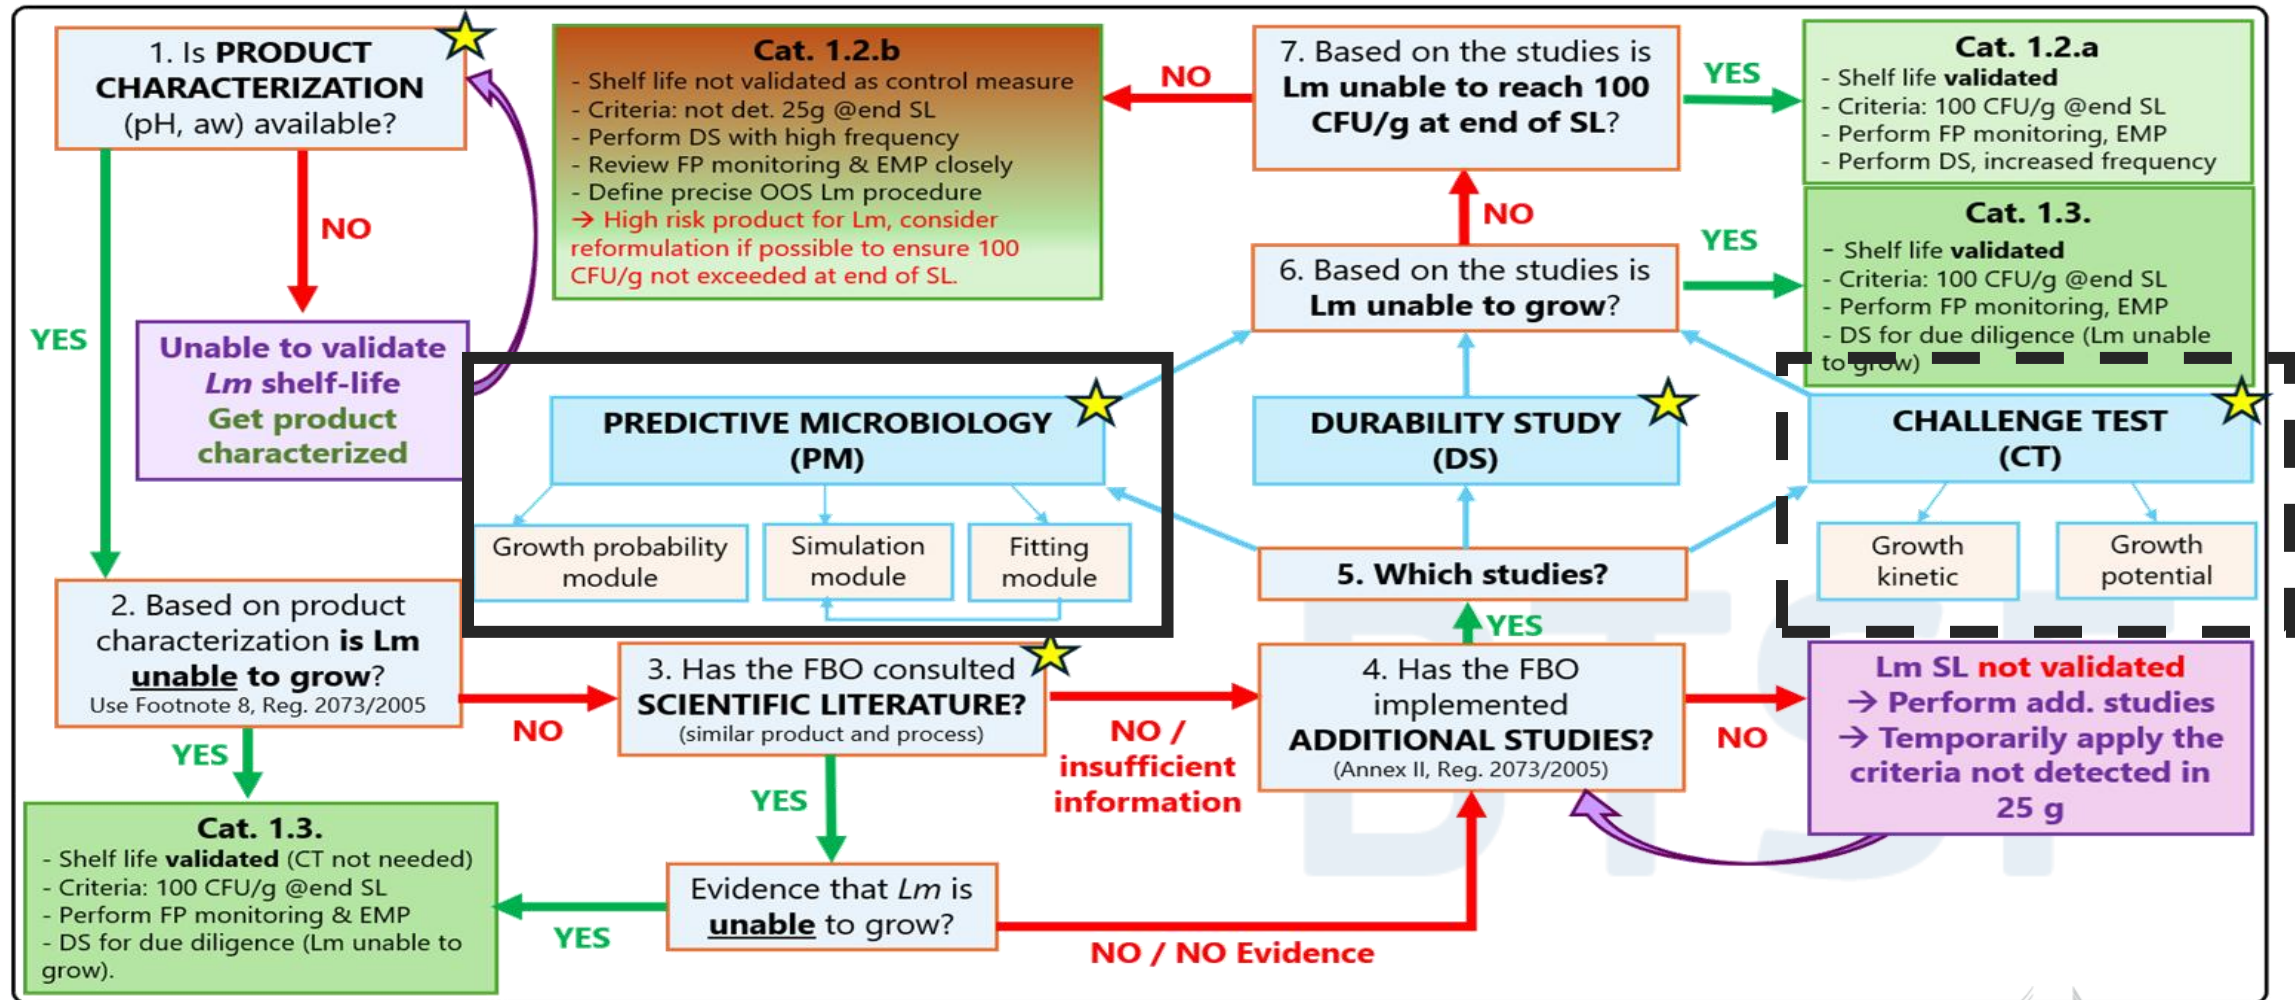 1. Is PRODUCT
CHARACTERIZATION
(pH, aw) available?
YES
NO
Unable to validate
Lm shelf-life
Get product
characterized
Cat. 1.2.b
- Shelf life not validated as control measure
- Criteria: not det. 25g @end SL
- Perform DS with high frequency
- Review FP monitoring & EMP closely
- Define precise OOS Lm procedure
→ High risk product for Lm, consider
reformulation if possible to ensure 100
CFU/g not exceeded at end of SL.
NO
7. Based on the studies is
Lm unable to reach 100
CFU/g at end of SL?
YES
Cat. 1.2.a
- Shelf life validated
- Criteria: 100 CFU/g @end SL
- Perform FP monitoring, EMP
- Perform DS, increased frequency
NO
6. Based on the studies is
Lm unable to grow?
YES
Cat. 1.3.
- Shelf life validated
- Criteria: 100 CFU/g @end SL
- Perform FP monitoring, EMP
- DS for due diligence (Lm unable
to grow)
PREDICTIVE MICROBIOLOGY
(PM)
Growth probability
module
Simulation
module
Fitting
module
DURABILITY STUDY
(DS)
CHALLENGE TEST
(CT)
Growth
kinetic
Growth
potential
5. Which studies?
YES
2. Based on product
characterization is Lm
unable to grow?
Use Footnote 8, Reg. 2073/2005
NO
YES
3. Has the FBO consulted
SCIENTIFIC LITERATURE?
(similar product and process)
NO /
insufficient
information
YES
4. Has the FBO
implemented
ADDITIONAL STUDIES?
(Annex II, Reg. 2073/2005)
NO
Lm SL not validated
→ Perform add. studies
→ Temporarily apply the
criteria not detected in
25 g
Cat. 1.3.
- Shelf life validated (CT not needed)
- Criteria: 100 CFU/g @end SL
- Perform FP monitoring & EMP
- DS for due diligence (Lm unable to
grow).
YES
Evidence that Lm is
unable to grow?
NO / NO Evidence
BTSF